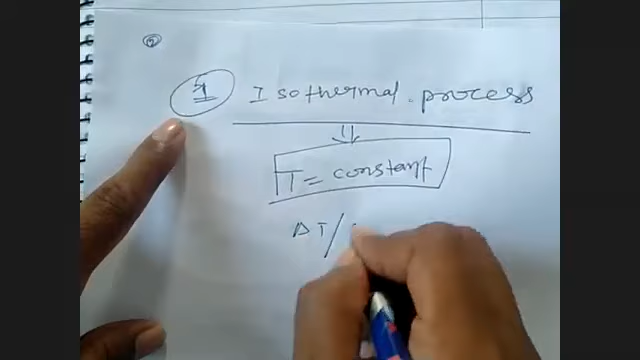 1 Isothermal process
T = constant
ΔT/